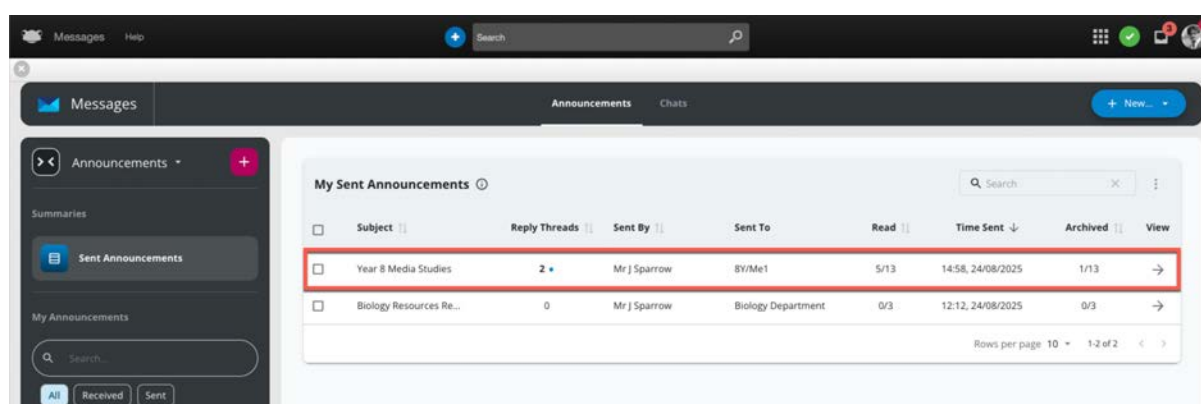 Messages Help Search 3
Messages Announcements Chats + New...
Announcements +
Summaries
Sent Announcements
My Announcements
Search...
All Received Sent
My Sent Announcements Search
Subject Reply Threads Sent By Sent To Read Time Sent Archived View
Year 8 Media Studies 2 Mr J Sparrow 8Y/Me1 5/13 14:58, 24/08/2025 1/13
Biology Resources Re... 0 Mr J Sparrow Biology Department 0/3 12:12, 24/08/2025 0/3
Rows per page 10 1-2 of 2